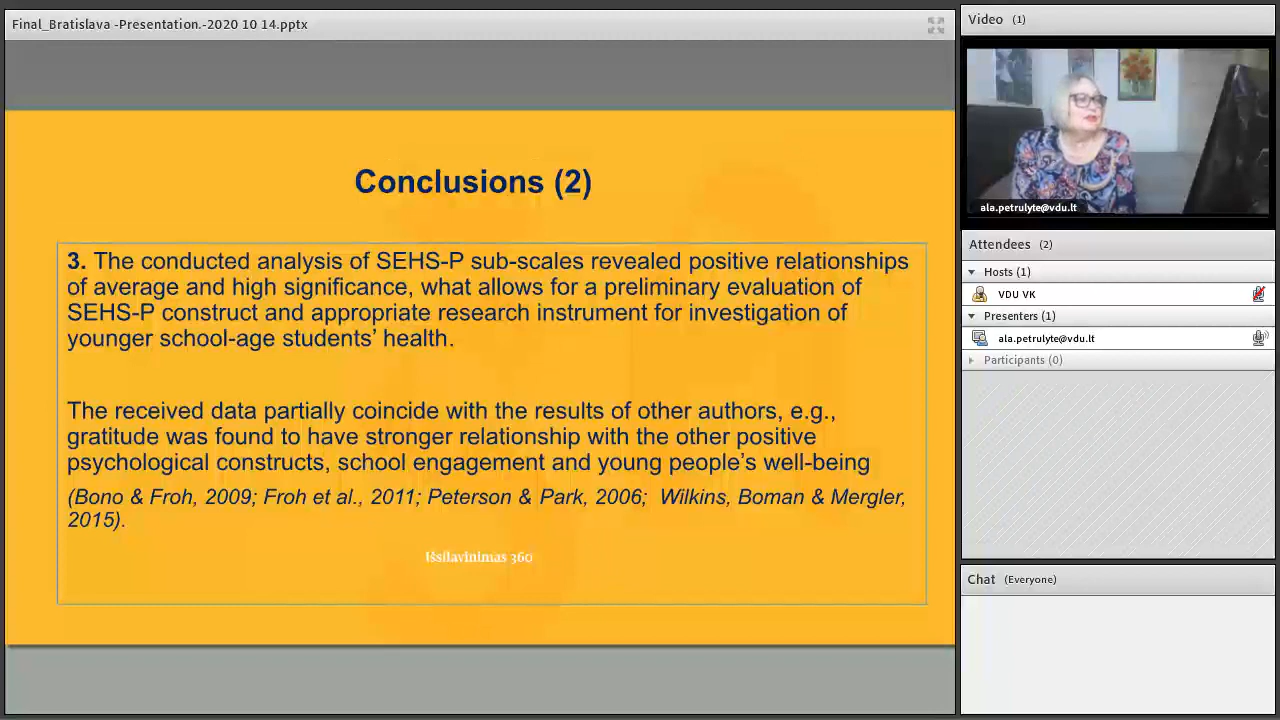 Final_Bratislava -Presentation.-2020 10 14.pptx
Conclusions (2)
3. The conducted analysis of SEHS-P sub-scales revealed positive relationships
of average and high significance, what allows for a preliminary evaluation of
SEHS-P construct and appropriate research instrument for investigation of
younger school-age students’ health.
The received data partially coincide with the results of other authors, e.g.,
gratitude was found to have stronger relationship with the other positive
psychological constructs, school engagement and young people’s well-being
(Bono & Froh, 2009; Froh et al., 2011; Peterson & Park, 2006; Wilkins, Boman & Mergler,
2015).
Išsilavinimas 360
Video (1)
ala.petrulyte@vdu.lt
Attendees (2)
Hosts (1)
VDU VK
Presenters (1)
ala.petrulyte@vdu.lt
Participants (0)
Chat (Everyone)